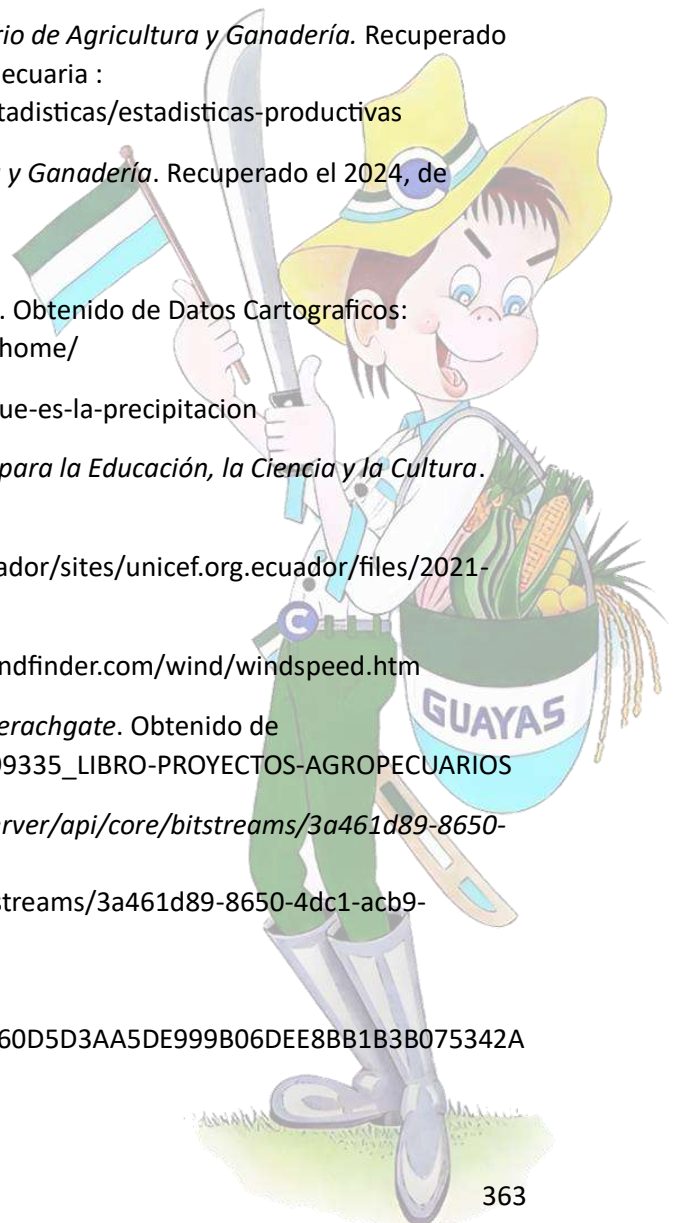 rio de Agricultura y Ganadería. Recuperado
ecuaria :
tadisticas/estadisticas-productivas
a y Ganadería. Recuperado el 2024, de
. Obtenido de Datos Cartograficos:
home/
ue-es-la-precipitacion
para la Educación, la Ciencia y la Cultura.
ador/sites/unicef.org.ecuador/files/2021-
ndfinder.com/wind/windspeed.htm
erachgate. Obtenido de
09335_LIBRO-PROYECTOS-AGROPECUARIOS
erver/api/core/bitstreams/3a461d89-8650-
streams/3a461d89-8650-4dc1-acb9-
60D5D3AA5DE999B06DEE8BB1B3B075342A
C
C
GUAYAS
363